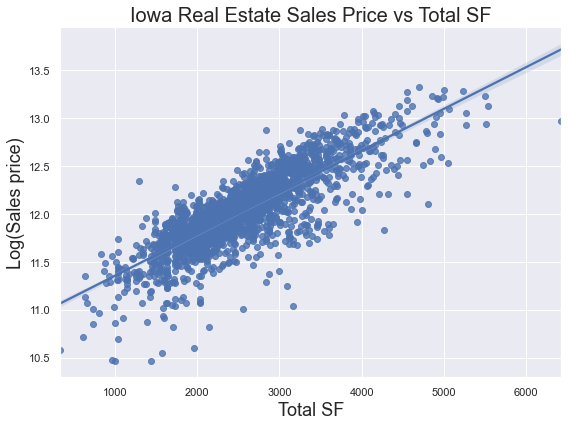 Iowa Real Estate Sales Price vs Total SF
Log(Sales price)
13.5
13.0
12.5
12.0
11.5
11.0
10.5
1000 2000 3000 4000 5000 6000
Total SF